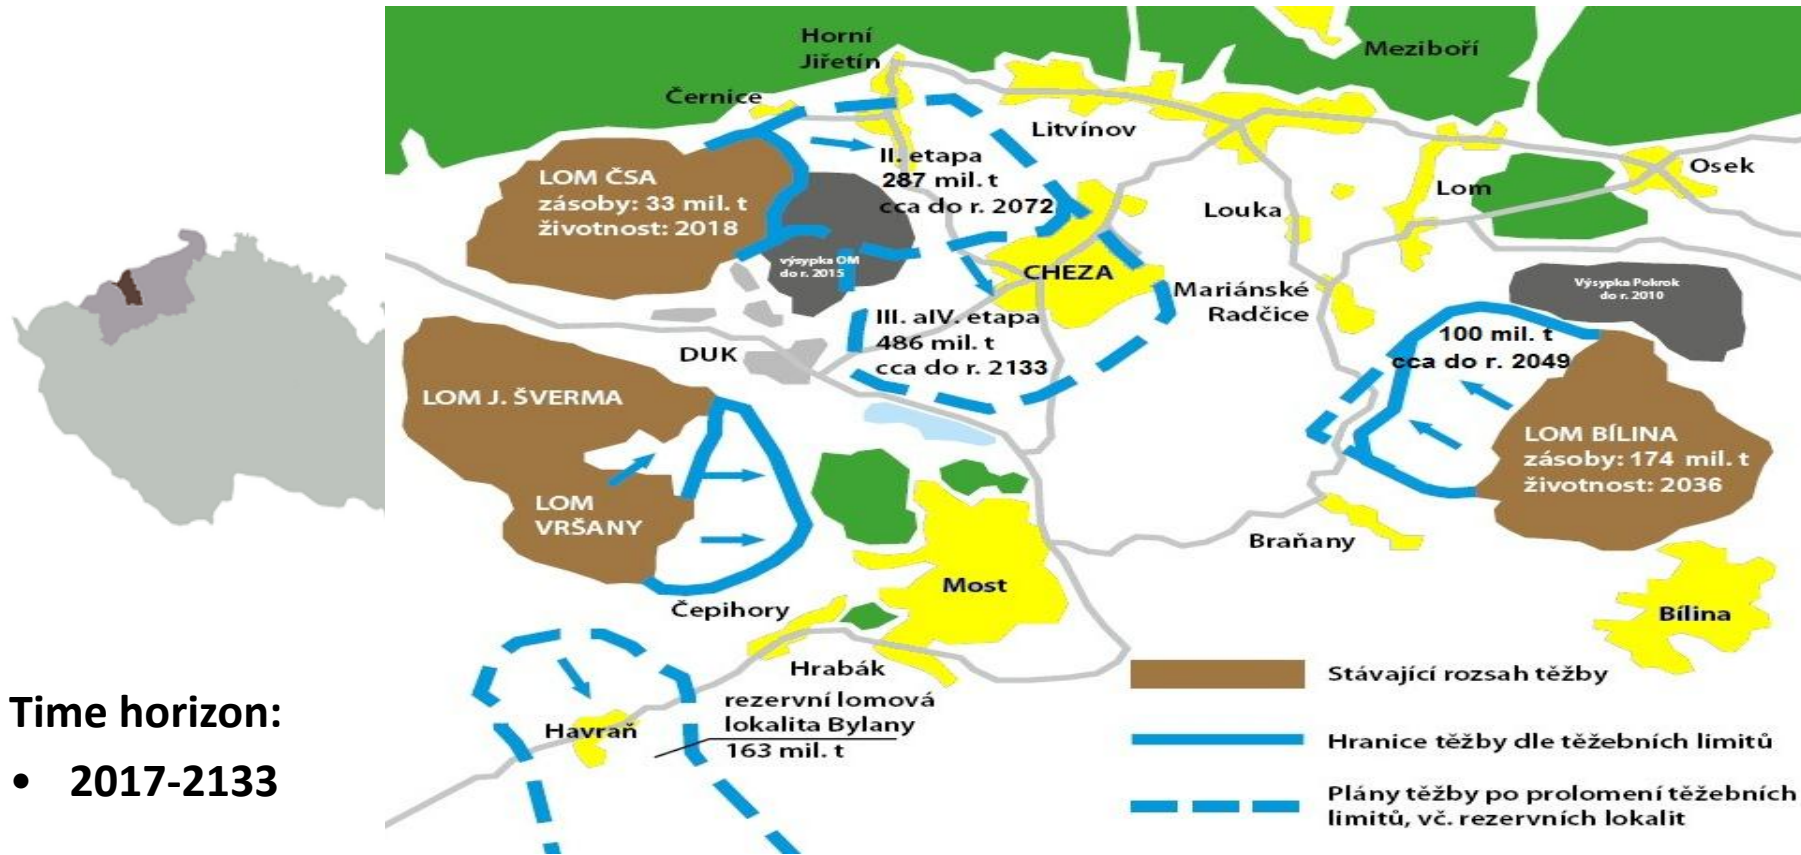 Horní
Jiřetín
Meziboří
Černice
Litvínov
II. etapa
287 mil. t
cca do r. 2072
LOM ČSA
zásoby: 33 mil. t
životnost: 2018
Osek
Lom
Louka
výsypka OM
do r. 2015
CHEZA
Mariánské
Radčice
Výsypka Pokrok
do r. 2010
III. aIV. etapa
486 mil. t
cca do r. 2133
100 mil. t
cca do r. 2049
DUK
LOM J. ŠVERMA
LOM BÍLINA
zásoby: 174 mil. t
životnost: 2036
LOM
VRŠANY
Braňany
Most
Čepihory
Bílina
Hrabák
rezervní lomová
lokalita Bylany
163 mil. t
Havraň
Stávající rozsah těžby
Hranice těžby dle těžebních limitů
Plány těžby po prolomení těžebních
limitů, vč. rezervních lokalit
Time horizon:
• 2017-2133